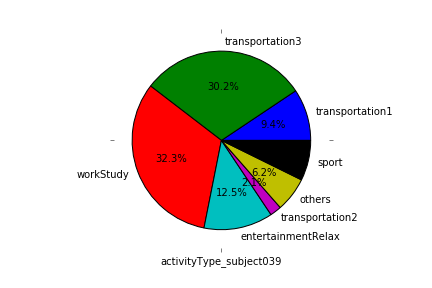 transportation3
30.2%
transportation1
9.4%
32.3%
workStudy
sport
6.2%
2.1%
12.5%
others
transportation2
entertainmentRelax
activityType_subject039